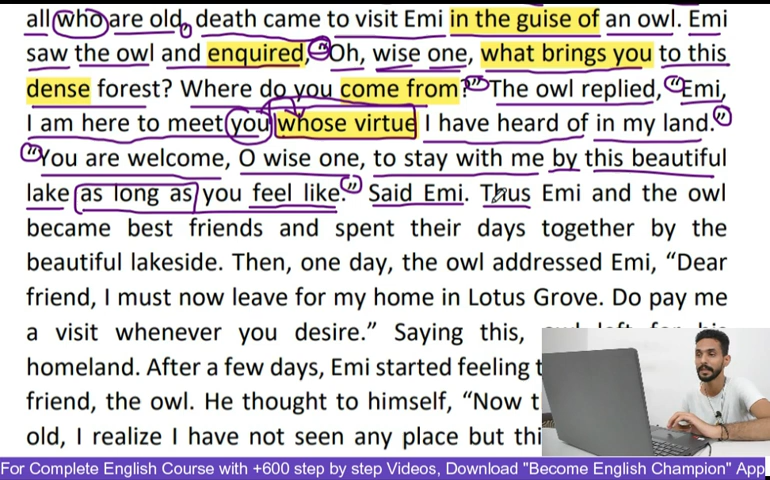 all who are old, death came to visit Emi in the guise of an owl. Emi
saw the owl and enquired, “Oh, wise one, what brings you to this
dense forest? Where do you come from?” The owl replied, “Emi,
I am here to meet you whose virtue I have heard of in my land.”
“You are welcome, O wise one, to stay with me by this beautiful
lake as long as you feel like.” Said Emi. Thus Emi and the owl
became best friends and spent their days together by the
beautiful lakeside. Then, one day, the owl addressed Emi, “Dear
friend, I must now leave for my home in Lotus Grove. Do pay me
a visit whenever you desire.” Saying this, owl left for his
homeland. After a few days, Emi started feeling
friend, the owl. He thought to himself, “Now
old, I realize I have not seen any place but
For Complete English Course with +600 step by step Videos, Download "Become English Champion" App